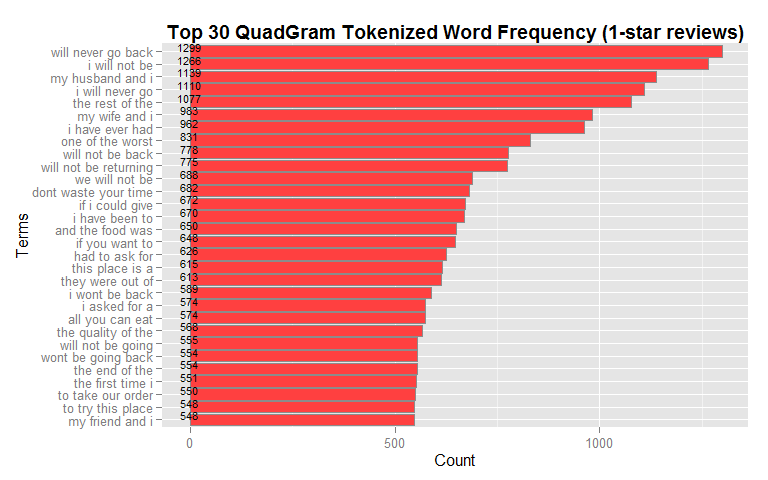 Top 30 QuadGram Tokenized Word Frequency (1-star reviews)
will never go back 1299
i will not be 1266
my husband and i 1139
i will never go 1110
the rest of the 1077
my wife and i 983
i have ever had 962
one of the worst 831
will not be back 778
will not be returning 775
we will not be 688
dont waste your time 682
if i could give 672
i have been to 670
and the food was 650
if you want to 648
had to ask for 626
this place is a 615
they were out of 613
i wont be back 589
i asked for a 574
all you can eat 574
the quality of the 568
will not be going 555
wont be going back 554
the end of the 554
the first time i 551
to take our order 550
to try this place 548
my friend and i 548
Terms
0 500 1000
Count